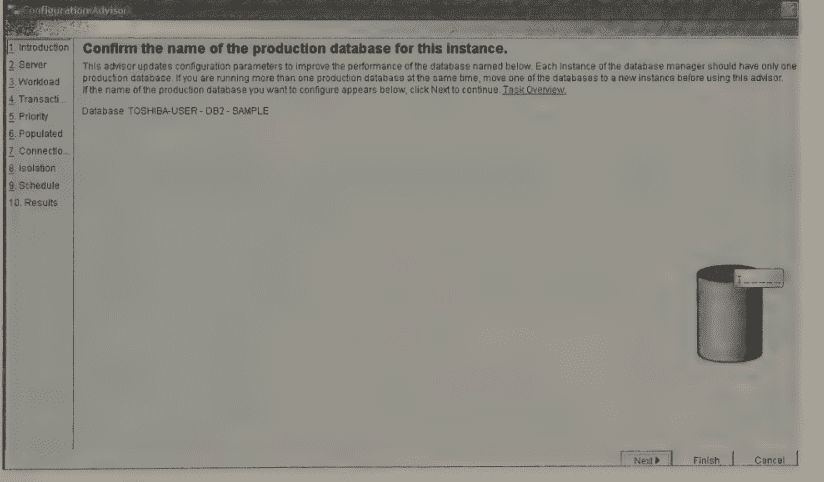 Configuration Advisor
1. Introduction
2. Server
3. Workload
4. Transacti...
5. Priority
6. Populated
7. Connectio...
8. Isolation
9. Schedule
10. Results
Confirm the name of the production database for this instance.
This advisor updates configuration parameters to improve the performance of the database named below. Each instance of the database manager should have only one
production database. If you are running more than one production database at the same time, move one of the databases to a new instance before using this advisor.
If the name of the production database you want to configure appears below, click Next to continue. Task Overview.
Database TOSHIBA-USER - DB2 - SAMPLE
Next
Finish
Cancel